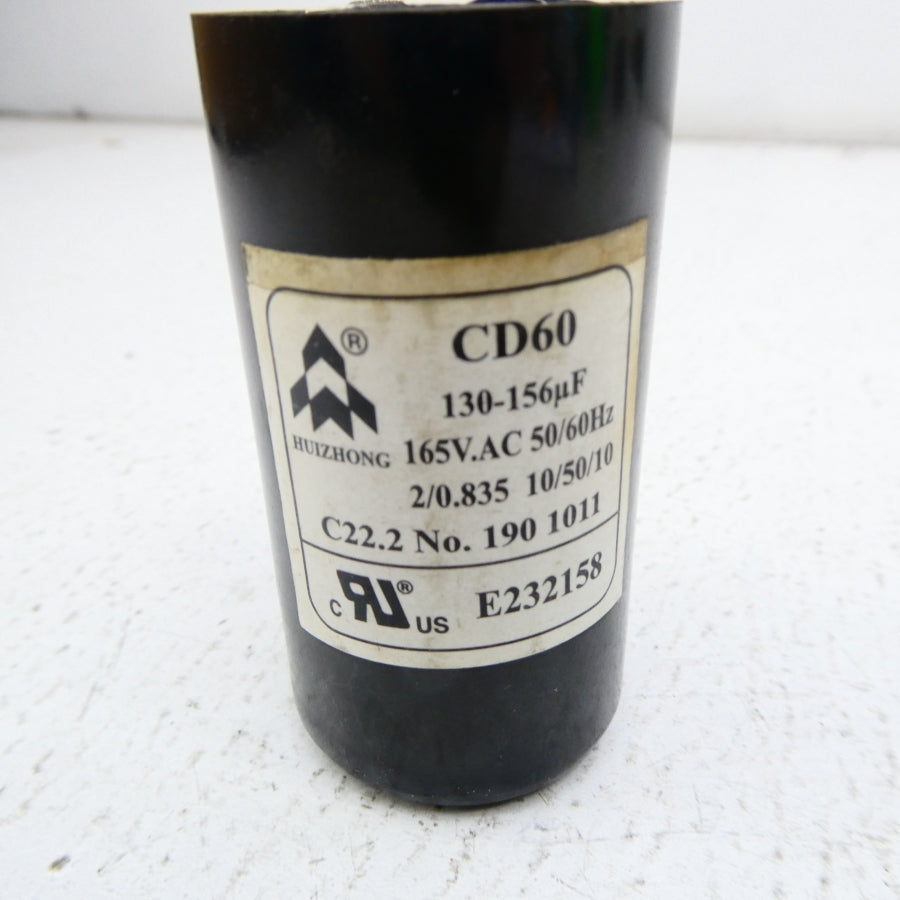 ®
CD60
130-156µF
HUIZHONG
165V.AC 50/60Hz
2/0.835 10/50/10
C22.2 No. 190 1011
c RU ® US
E232158